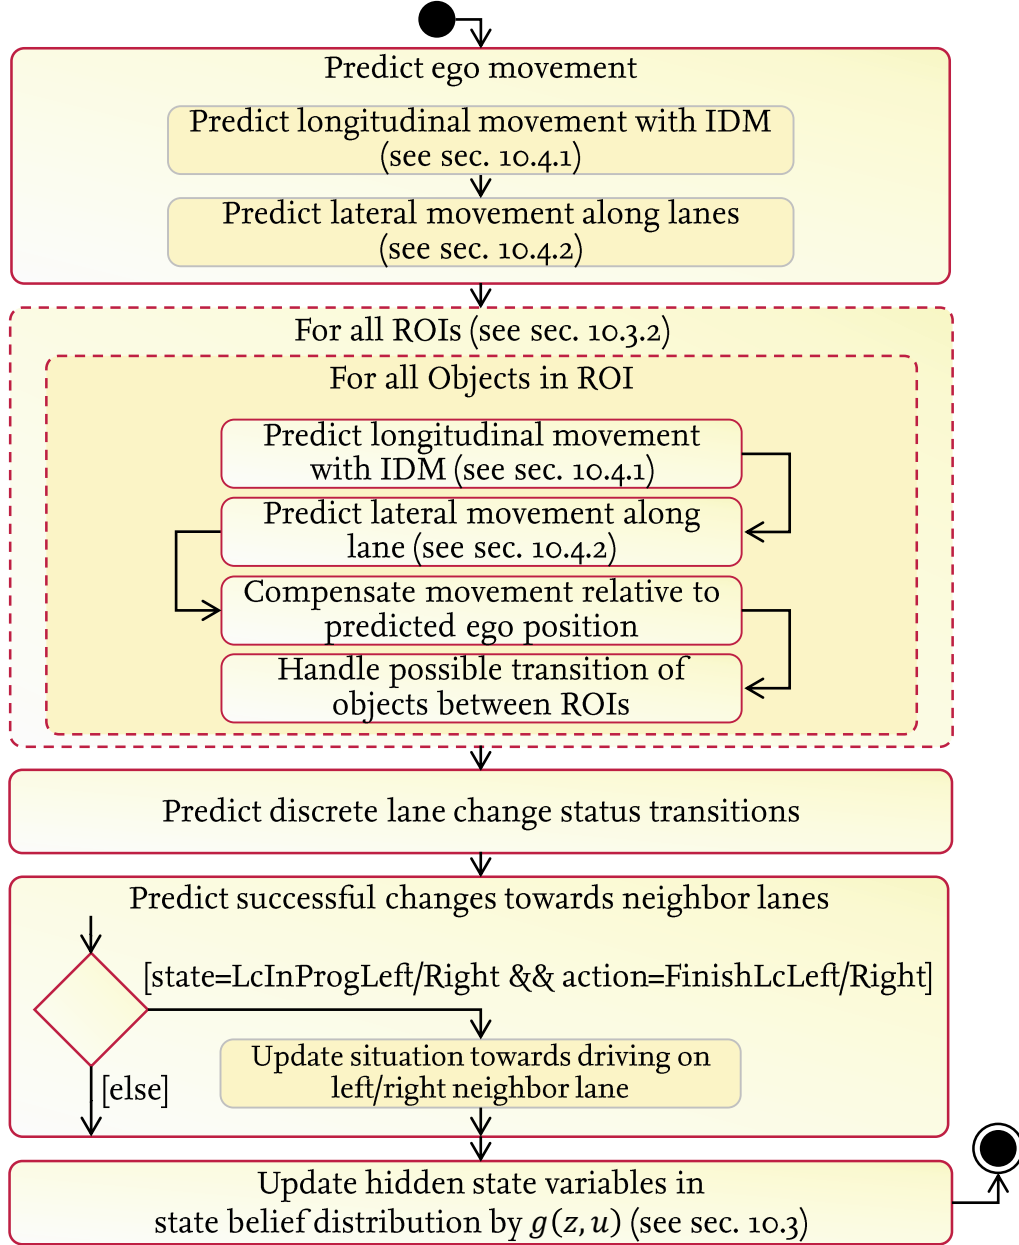 Predict ego movement
Predict longitudinal movement with IDM
(see sec. 10.4.1)
Predict lateral movement along lanes
(see sec. 10.4.2)
For all ROIs (see sec. 10.3.2)
For all Objects in ROI
Predict longitudinal movement
with IDM (see sec. 10.4.1)
Predict lateral movement along
lane (see sec. 10.4.2)
Compensate movement relative to
predicted ego position
Handle possible transition of
objects between ROIs
Predict discrete lane change status transitions
Predict successful changes towards neighbor lanes
[state=LcInProgLeft/Right && action=FinishLcLeft/Right]
Update situation towards driving on
left/right neighbor lane
[else]
Update hidden state variables in
state belief distribution by g(z, u) (see sec. 10.3)